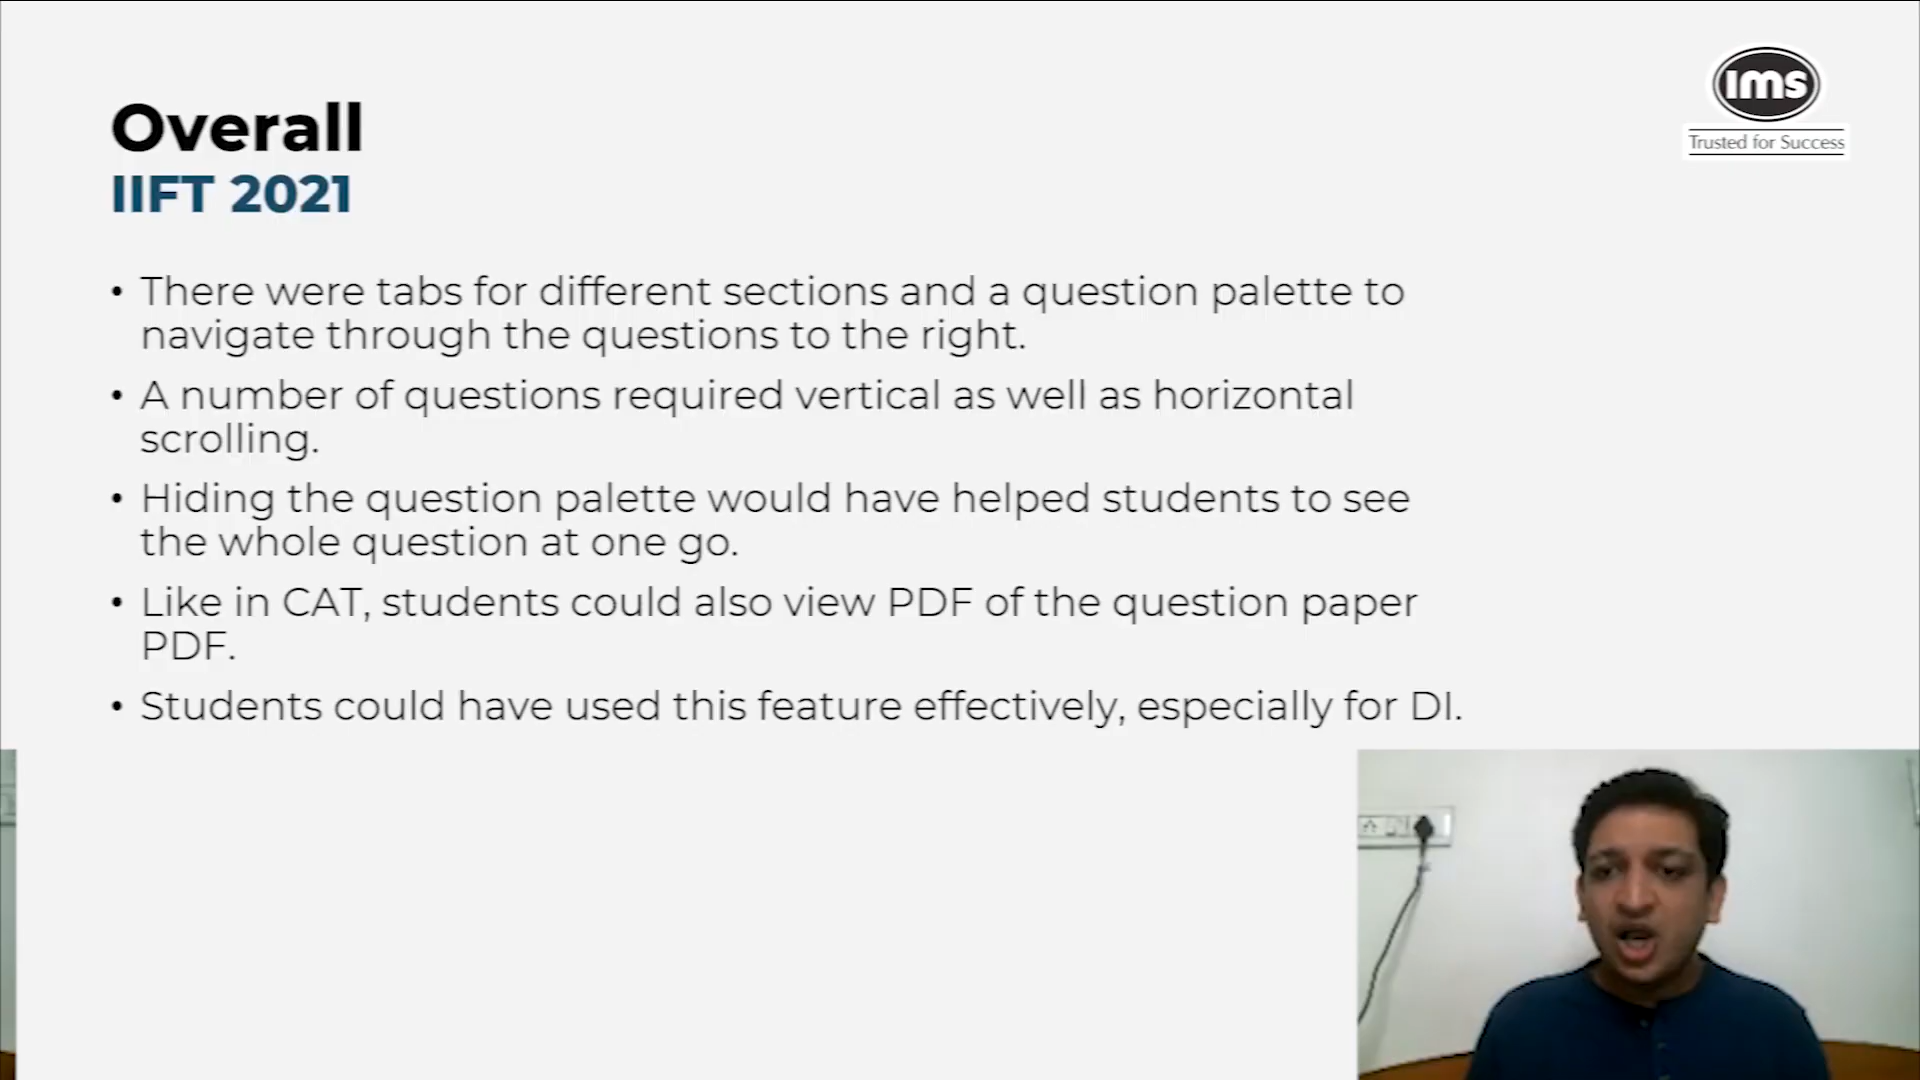 ims
Trusted for Success
Overall
IIFT 2021
• There were tabs for different sections and a question palette to
navigate through the questions to the right.
• A number of questions required vertical as well as horizontal
scrolling.
• Hiding the question palette would have helped students to see
the whole question at one go.
• Like in CAT, students could also view PDF of the question paper
PDF.
• Students could have used this feature effectively, especially for DI.